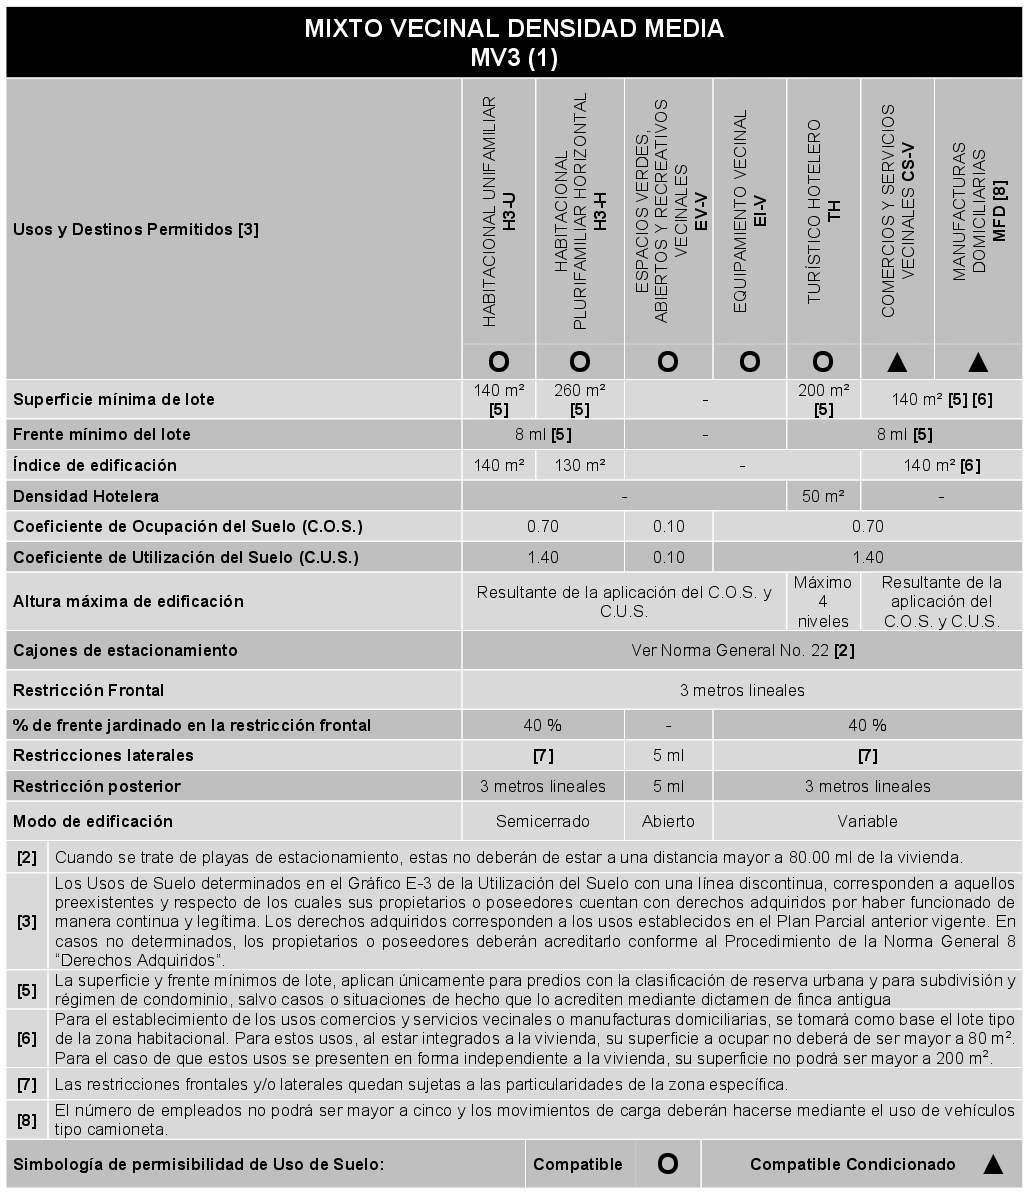 MIXTO VECINAL DENSIDAD MEDIA
MV3 (1)
Usos y Destinos Permitidos [3]
HABITACIONAL UNIFAMILIAR
H3-U
HABITACIONAL
PLURIFAMILIAR HORIZONTAL
H3-H
ESPACIOS VERDES,
ABIERTOS Y RECREATIVOS
VECINALES
EV-V
EQUIPAMIENTO VECINAL
EI-V
TURÍSTICO HOTELERO
TH
COMERCIOS Y SERVICIOS
VECINALES CS-V
MANUFACTURAS
DOMICILIARIAS
MFD [8]
O O O O O ▲ ▲
Superficie mínima de lote 140 m² [5] 260 m² [5] - 200 m² [5] 140 m² [5] [6]
Frente mínimo del lote 8 ml [5] - 8 ml [5]
Índice de edificación 140 m² 130 m² - 140 m² [6]
Densidad Hotelera - 50 m² -
Coeficiente de Ocupación del Suelo (C.O.S.) 0.70 0.10 0.70
Coeficiente de Utilización del Suelo (C.U.S.) 1.40 0.10 1.40
Altura máxima de edificación
Resultante de la aplicación del C.O.S. y
C.U.S.
Máximo
4
niveles
Resultante de la
aplicación del
C.O.S. y C.U.S.
Cajones de estacionamiento Ver Norma General No. 22 [2]
Restricción Frontal 3 metros lineales
% de frente jardinado en la restricción frontal 40 % - 40 %
Restricciones laterales [7] 5 ml [7]
Restricción posterior 3 metros lineales 5 ml 3 metros lineales
Modo de edificación Semicerrado Abierto Variable
[2] Cuando se trate de playas de estacionamiento, estas no deberán de estar a una distancia mayor a 80.00 ml de la vivienda.
[3] Los Usos de Suelo determinados en el Gráfico E-3 de la Utilización del Suelo con una línea discontinua, corresponden a aquellos
preexistentes y respecto de los cuales sus propietarios o poseedores cuentan con derechos adquiridos por haber funcionado de
manera continua y legítima. Los derechos adquiridos corresponden a los usos establecidos en el Plan Parcial anterior vigente. En
casos no determinados, los propietarios o poseedores deberán acreditarlo conforme al Procedimiento de la Norma General 8
“Derechos Adquiridos”.
[5] La superficie y frente mínimos de lote, aplican únicamente para predios con la clasificación de reserva urbana y para subdivisión y
régimen de condominio, salvo casos o situaciones de hecho que lo acrediten mediante dictamen de finca antigua
[6] Para el establecimiento de los usos comercios y servicios vecinales o manufacturas domiciliarias, se tomará como base el lote tipo
de la zona habitacional. Para estos usos, al estar integrados a la vivienda, su superficie a ocupar no deberá de ser mayor a 80 m².
Para el caso de que estos usos se presenten en forma independiente a la vivienda, su superficie no podrá ser mayor a 200 m².
[7] Las restricciones frontales y/o laterales quedan sujetas a las particularidades de la zona específica.
[8] El número de empleados no podrá ser mayor a cinco y los movimientos de carga deberán hacerse mediante el uso de vehículos
tipo camioneta.
Simbología de permisibilidad de Uso de Suelo: Compatible O Compatible Condicionado ▲